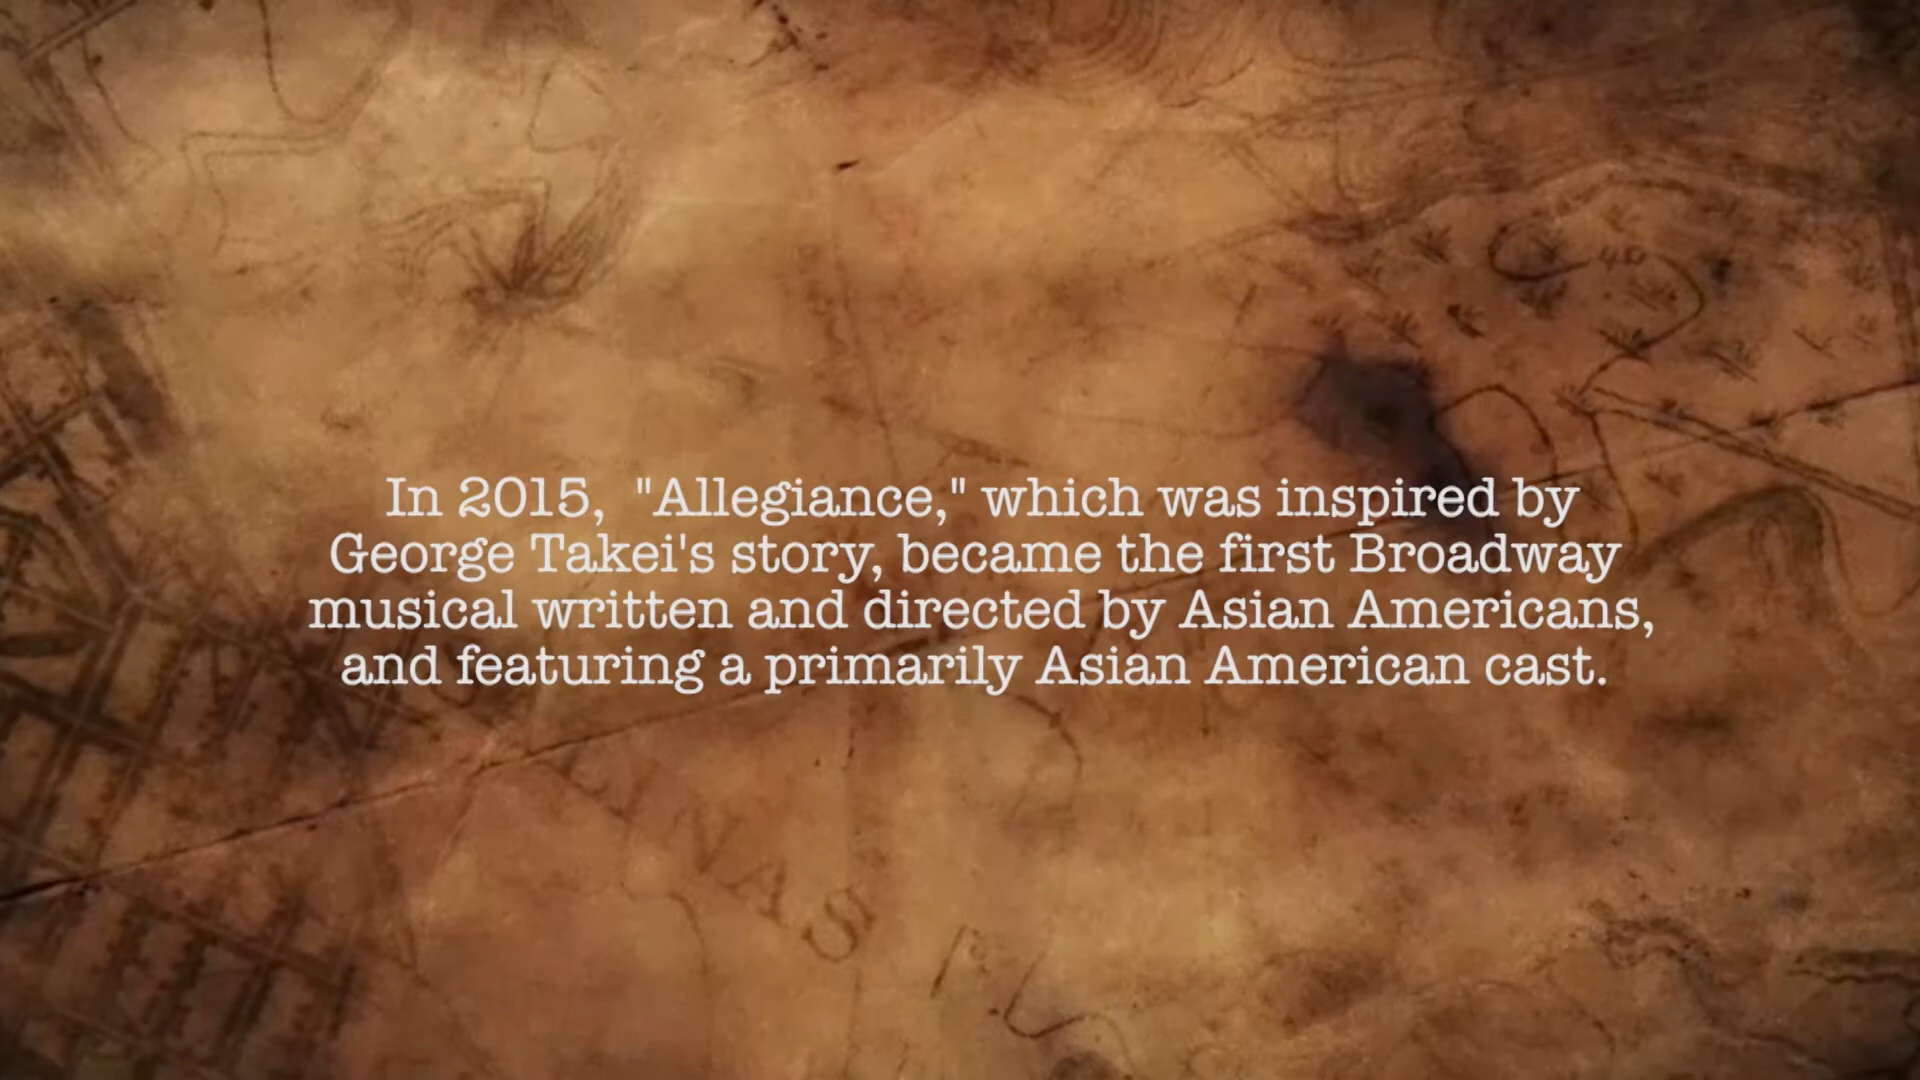 In 2015,  "Allegiance," which was inspired by
George Takei's story, became the first Broadway
musical written and directed by Asian Americans,
and featuring a primarily Asian American cast.